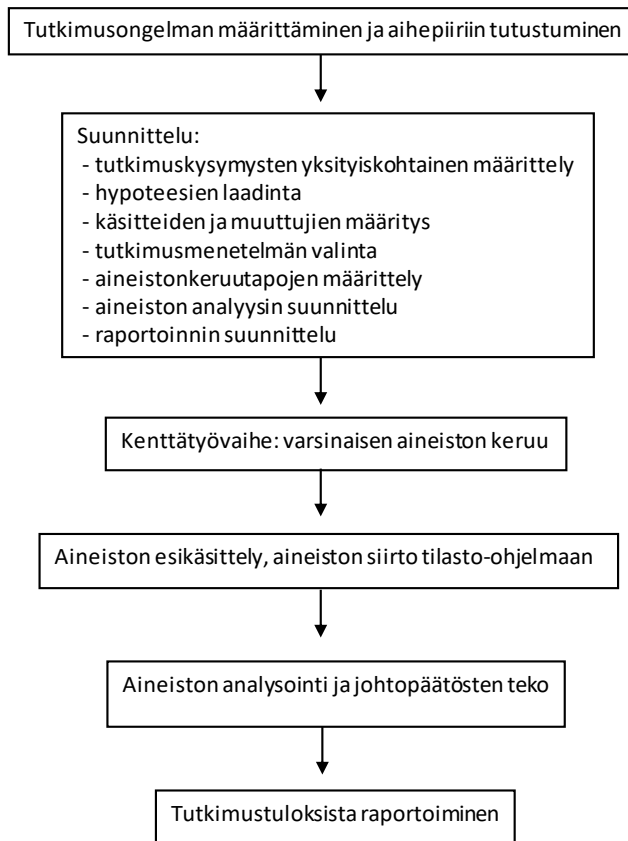 Tutkimusongelman määrittäminen ja aihepiiriin tutustuminen
Suunnittelu:
- tutkimuskysymysten yksityiskohtainen määrittely
- hypoteesien laadinta
- käsitteiden ja muuttujien määritys
- tutkimusmenetelmän valinta
- aineistonkeruutapojen määrittely
- aineiston analyysin suunnittelu
- raportoinnin suunnittelu
Kenttätyövaihe: varsinaisen aineiston keruu
Aineiston esikäsittely, aineiston siirto tilasto-ohjelmaan
Aineiston analysointi ja johtopäätösten teko
Tutkimustuloksista raportoiminen